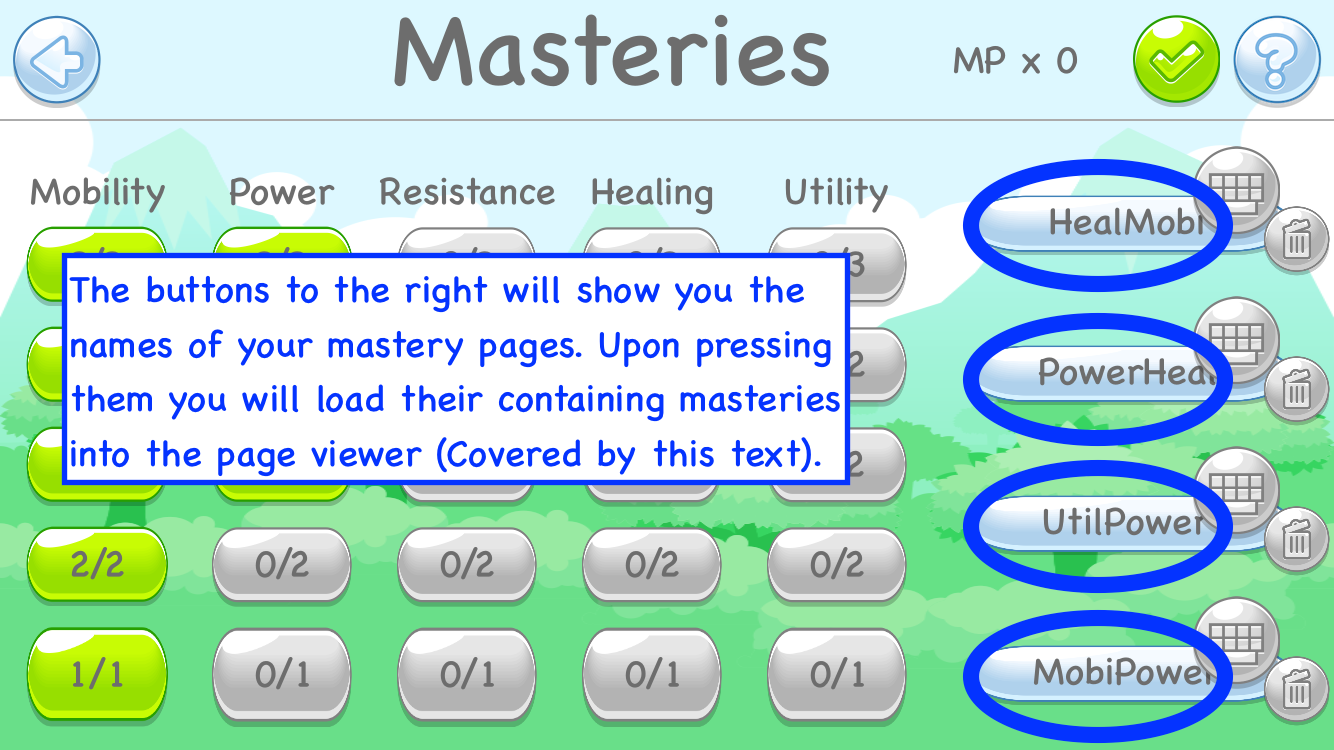 Masteries
MP x 0
Mobility Power Resistance Healing Utility
HealMobi
The buttons to the right will show you the
names of your mastery pages. Upon pressing
them you will load their containing masteries
into the page viewer (Covered by this text).
PowerHeal
UtilPower
2/2 0/2 0/2 0/2 0/2
MobiPower
1/1 0/1 0/1 0/1 0/1